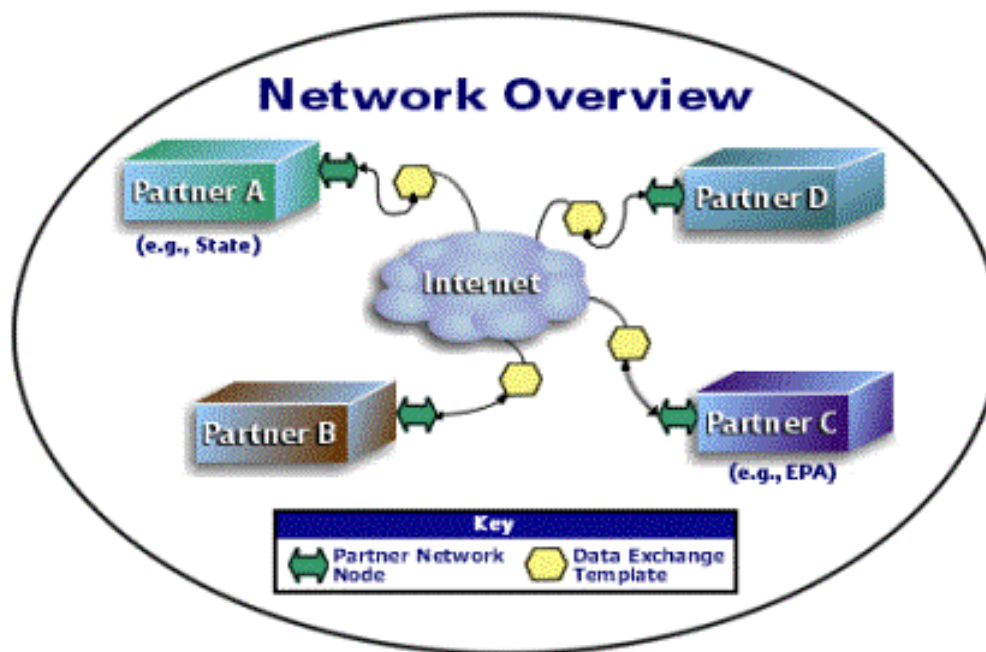 Network Overview
Partner A
(e.g., State)
Partner D
Internet
Partner B
Partner C
(e.g., EPA)
Key
Partner Network
Node
Data Exchange
Template